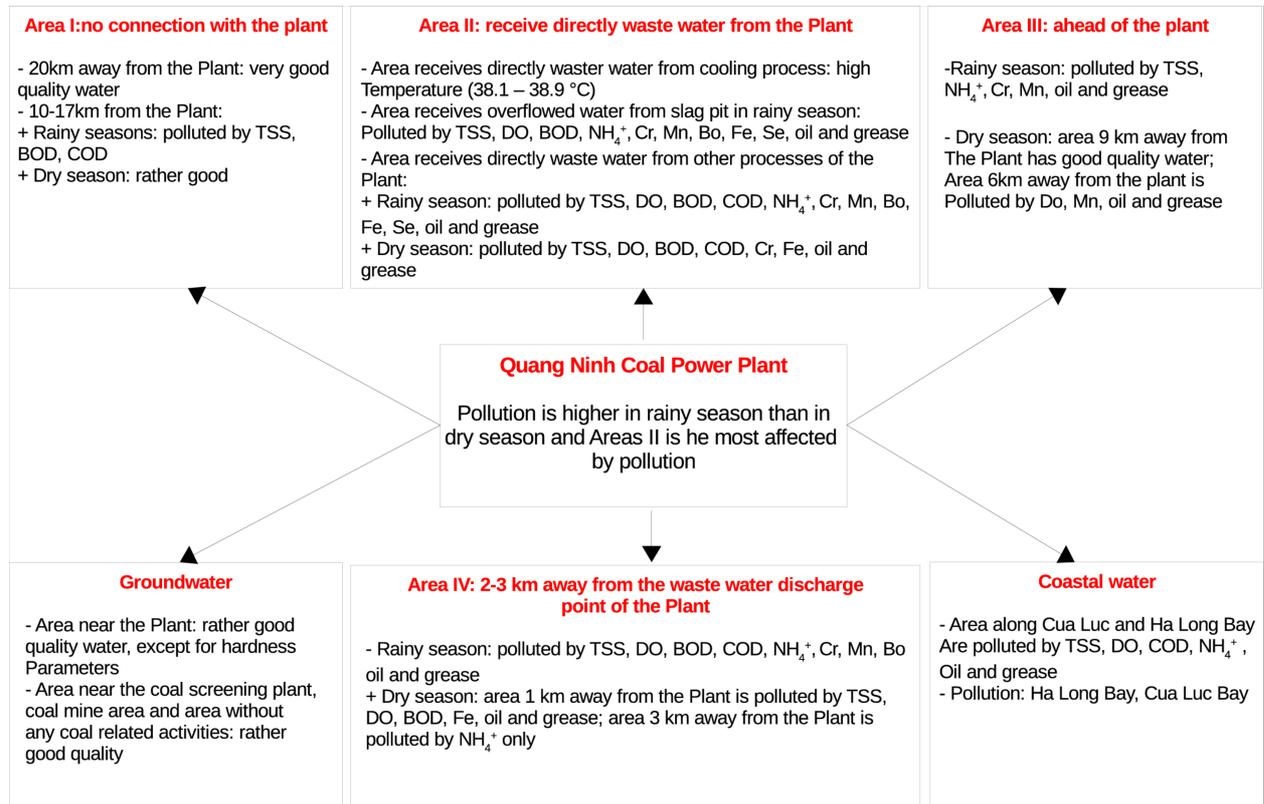 Area I:no connection with the plant
- 20km away from the Plant: very good
quality water
- 10-17km from the Plant:
+ Rainy seasons: polluted by TSS,
BOD, COD
+ Dry season: rather good
Area II: receive directly waste water from the Plant
- Area receives directly waster water from cooling process: high
Temperature (38.1 – 38.9 °C)
- Area receives overflowed water from slag pit in rainy season:
Polluted by TSS, DO, BOD, NH₄⁺, Cr, Mn, Bo, Fe, Se, oil and grease
- Area receives directly waste water from other processes of the
Plant:
+ Rainy season: polluted by TSS, DO, BOD, COD, NH₄⁺, Cr, Mn, Bo,
Fe, Se, oil and grease
+ Dry season: polluted by TSS, DO, BOD, COD, Cr, Fe, oil and
grease
Area III: ahead of the plant
-Rainy season: polluted by TSS,
NH₄⁺, Cr, Mn, oil and grease
- Dry season: area 9 km away from
The Plant has good quality water;
Area 6km away from the plant is
Polluted by Do, Mn, oil and grease
Quang Ninh Coal Power Plant
Pollution is higher in rainy season than in
dry season and Areas II is he most affected
by pollution
Groundwater
- Area near the Plant: rather good
quality water, except for hardness
Parameters
- Area near the coal screening plant,
coal mine area and area without
any coal related activities: rather
good quality
Area IV: 2-3 km away from the waste water discharge
point of the Plant
- Rainy season: polluted by TSS, DO, BOD, COD, NH₄⁺, Cr, Mn, Bo
oil and grease
+ Dry season: area 1 km away from the Plant is polluted by TSS,
DO, BOD, Fe, oil and grease; area 3 km away from the Plant is
polluted by NH₄⁺ only
Coastal water
- Area along Cua Luc and Ha Long Bay
Are polluted by TSS, DO, COD, NH₄⁺ ,
Oil and grease
- Pollution: Ha Long Bay, Cua Luc Bay